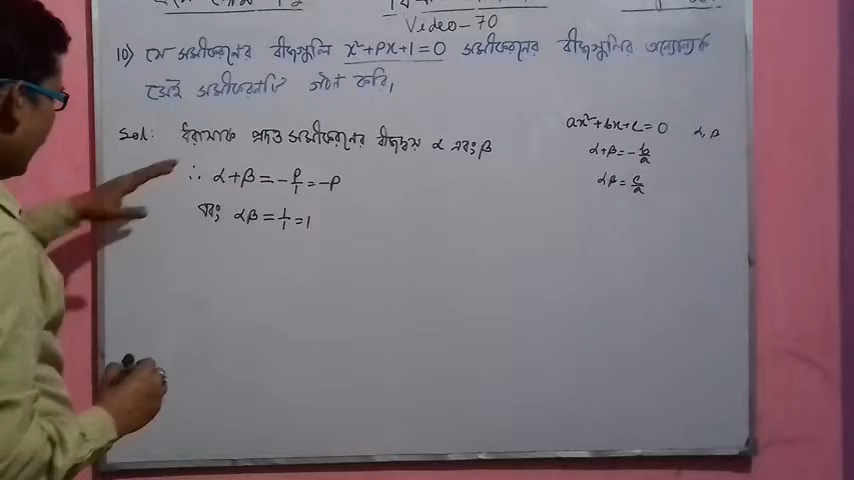 Video-70
10) যে সমীকরণের বীজগুলি x²+px+1=0 সমীকরণের বীজগুলির অন্যোন্যক
সেই সমীকরণটি গঠন করি,
Sol: ধরাযাক প্রদত্ত সমীকরণের বীজদ্বয় α এবং β
∴ α+β=-p/1=-p
এবং αβ=1/1=1
ax²+bx+c=0 α, β
α+β=-b/a
αβ=c/a